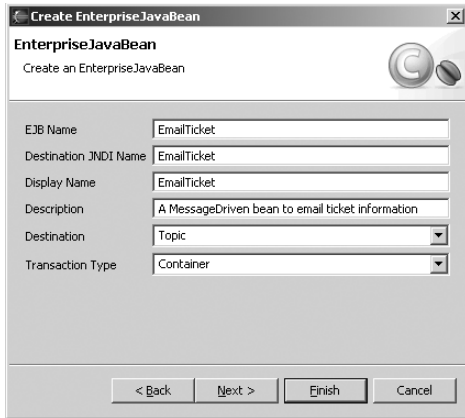 Create EnterpriseJavaBean
EnterpriseJavaBean
Create an EnterpriseJavaBean
EJB Name EmailTicket
Destination JNDI Name EmailTicket
Display Name EmailTicket
Description A MessageDriven bean to email ticket information
Destination Topic
Transaction Type Container
< Back Next > Finish Cancel